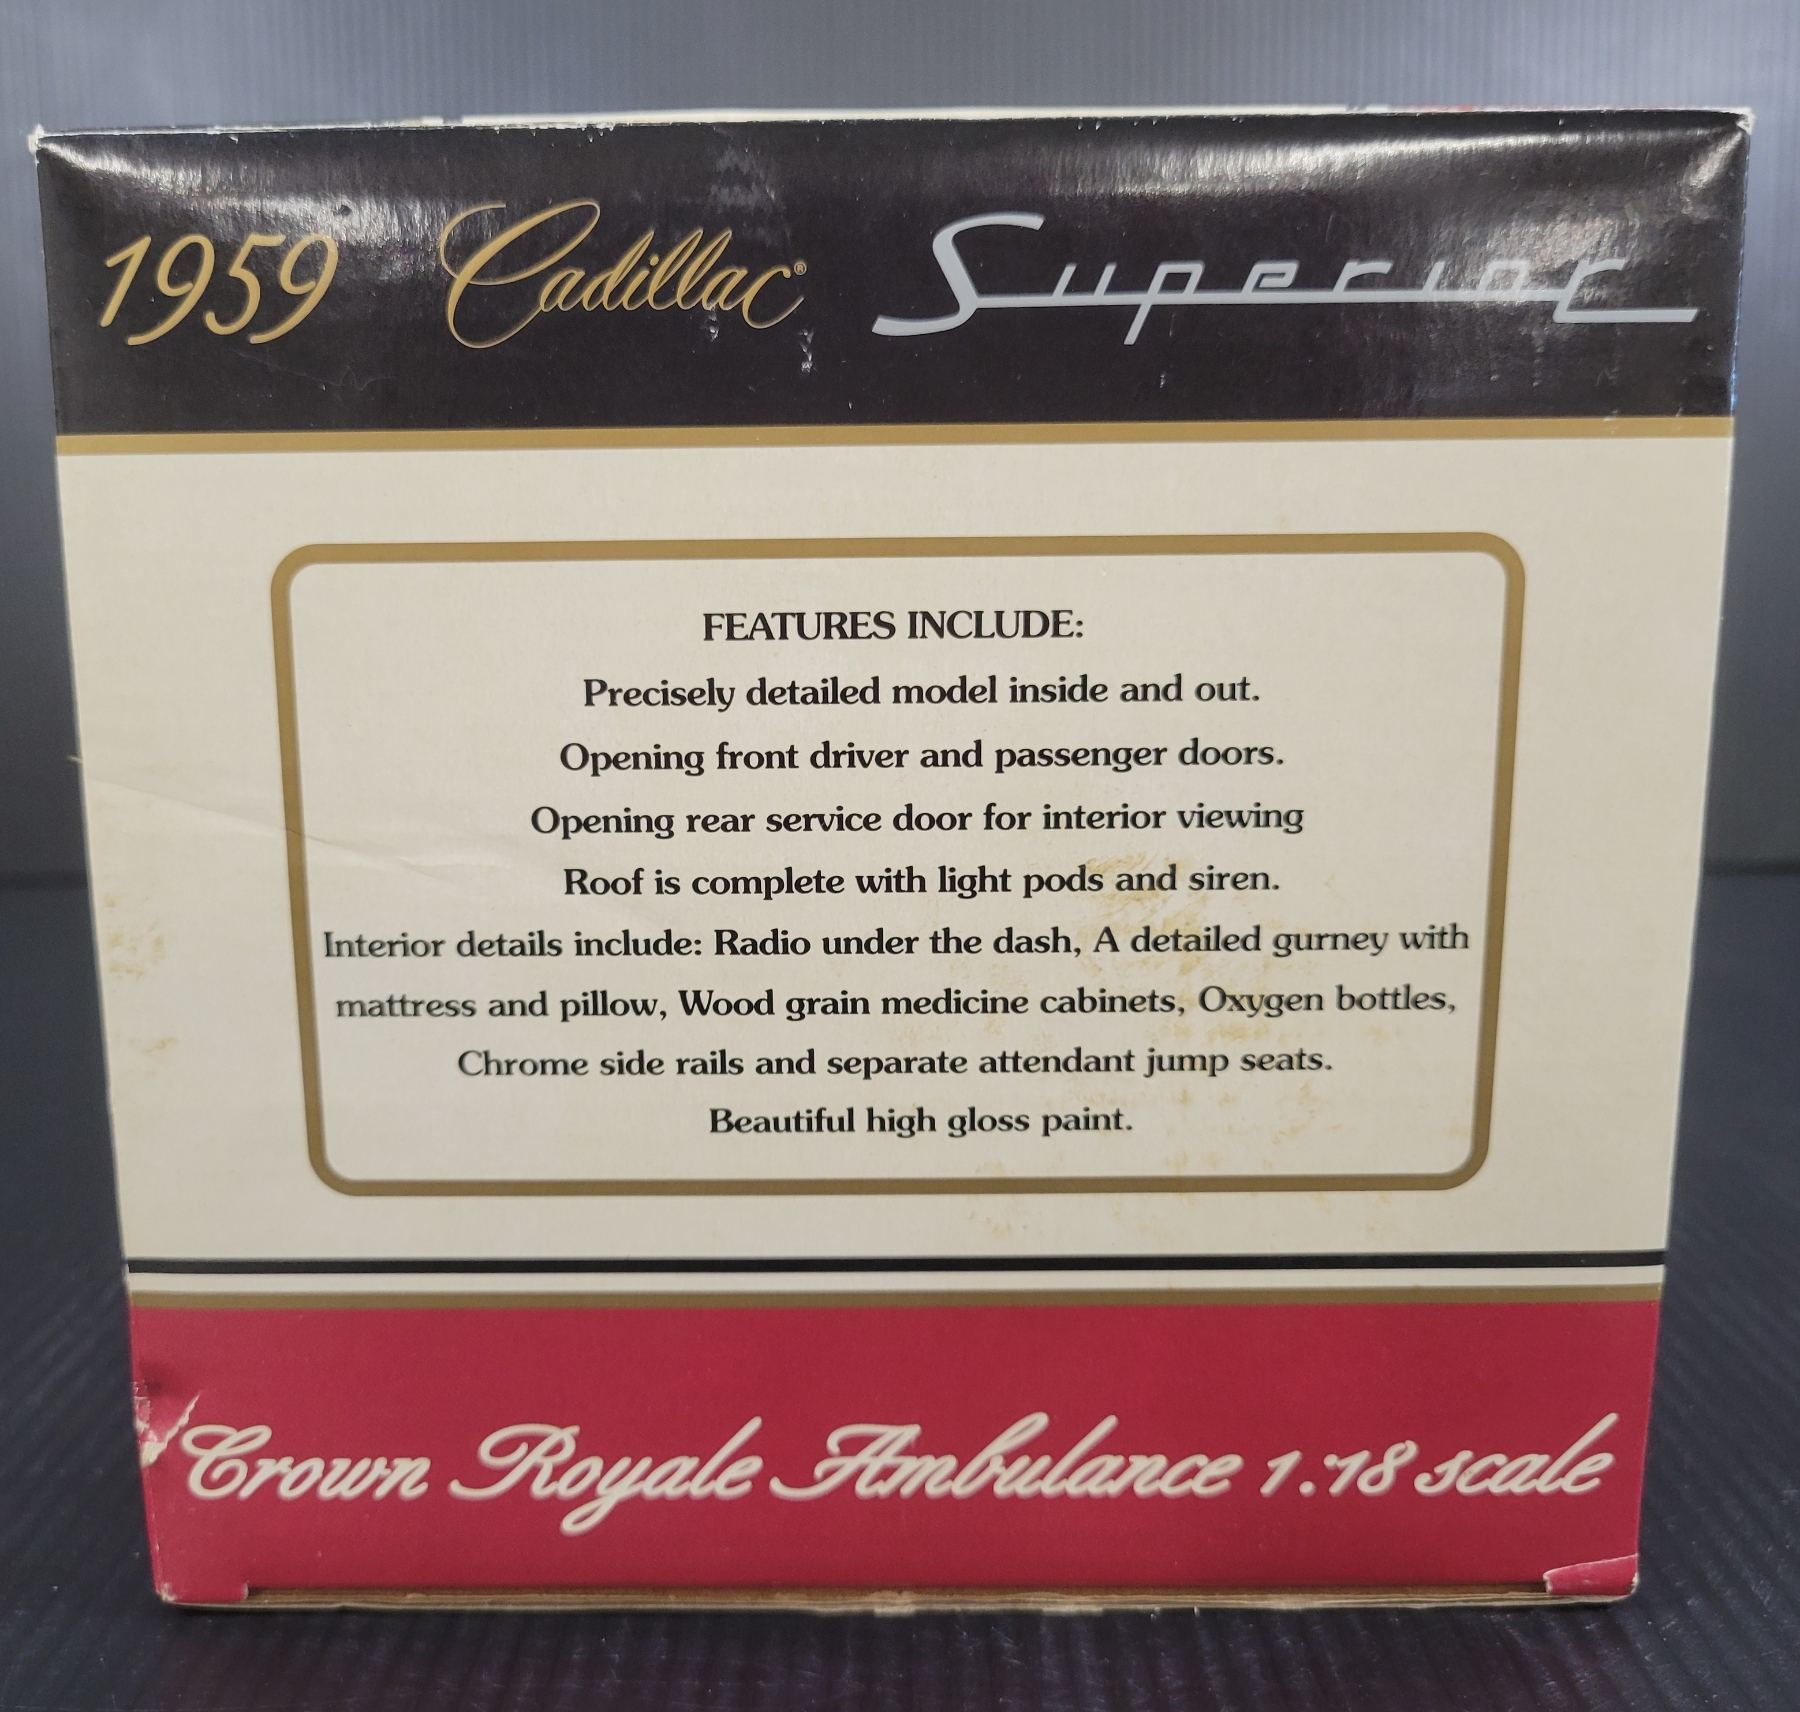 1959 Cadillac® Superior
FEATURES INCLUDE:
Precisely detailed model inside and out.
Opening front driver and passenger doors.
Opening rear service door for interior viewing
Roof is complete with light pods and siren.
Interior details include: Radio under the dash, A detailed gurney with
mattress and pillow, Wood grain medicine cabinets, Oxygen bottles,
Chrome side rails and separate attendant jump seats.
Beautiful high gloss paint.
Crown Royale Ambulance 1:18 scale